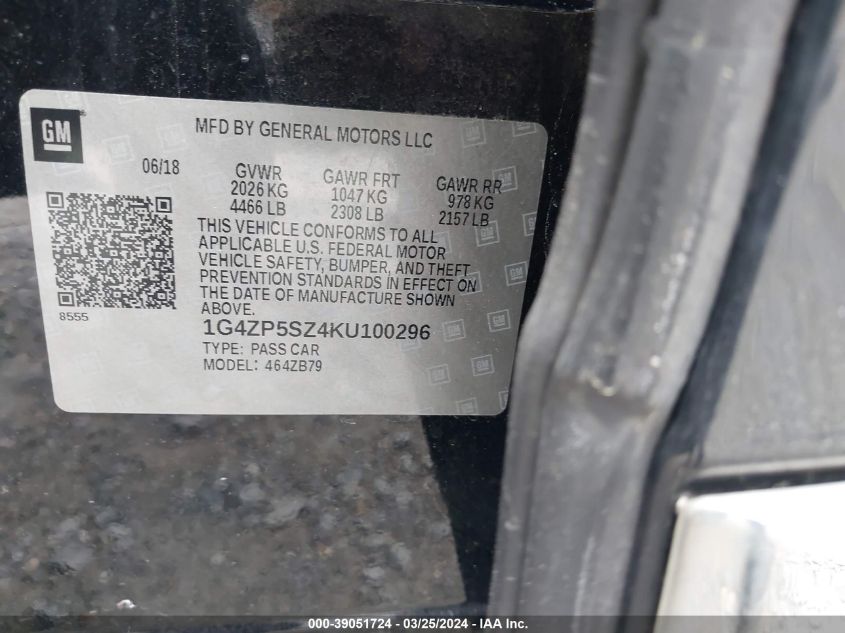 GM
MFD BY GENERAL MOTORS LLC
06/18
GVWR
2026 KG
4466 LB
GAWR FRT
1047 KG
2308 LB
GAWR RR
978 KG
2157 LB
THIS VEHICLE CONFORMS TO ALL
APPLICABLE U.S. FEDERAL MOTOR
VEHICLE SAFETY, BUMPER, AND THEFT
PREVENTION STANDARDS IN EFFECT ON
THE DATE OF MANUFACTURE SHOWN
ABOVE.
8555
1G4ZP5SZ4KU100296
TYPE: PASS CAR
MODEL: 464ZB79
000-39051724 - 03/25/2024 - IAA Inc.